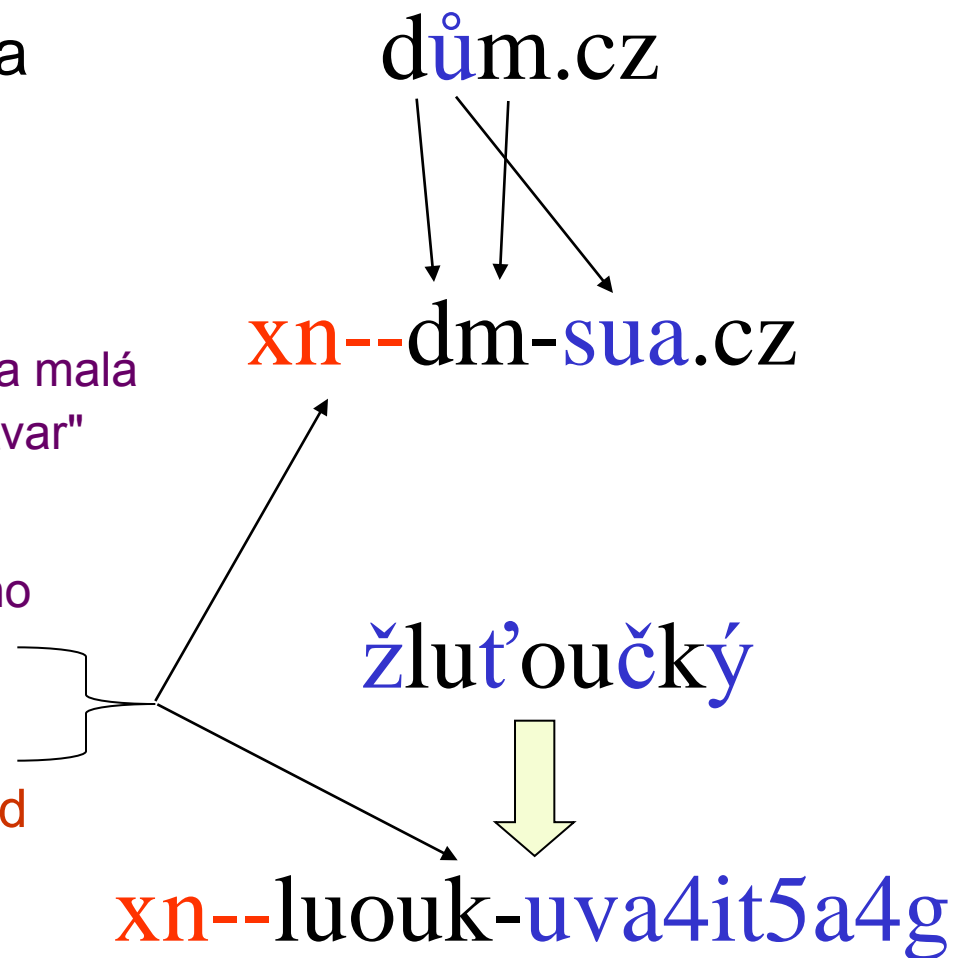 a
dům.cz
xn--dm-sua.cz
a malá
var"
no
žluťoučký
d
xn--luouk-uva4it5a4g